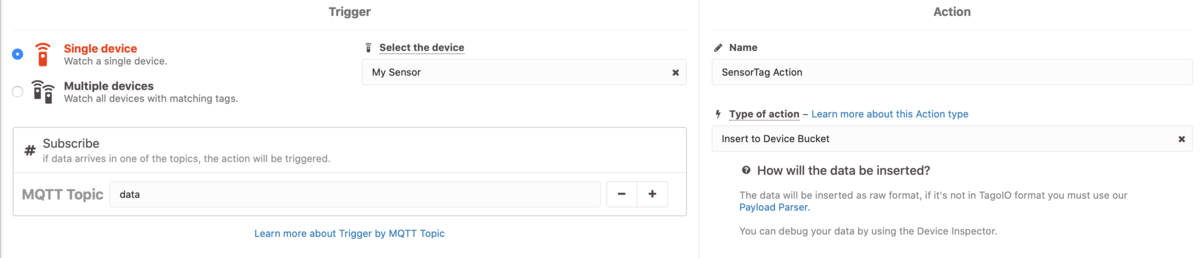 Trigger
Single device
Watch a single device.
Multiple devices
Watch all devices with matching tags.
Select the device
My Sensor
Subscribe
if data arrives in one of the topics, the action will be triggered.
MQTT Topic
data
Learn more about Trigger by MQTT Topic
Action
Name
SensorTag Action
Type of action – Learn more about this Action type
Insert to Device Bucket
How will the data be inserted?
The data will be inserted as raw format, if it's not in TagoIO format you must use our
Payload Parser.
You can debug your data by using the Device Inspector.